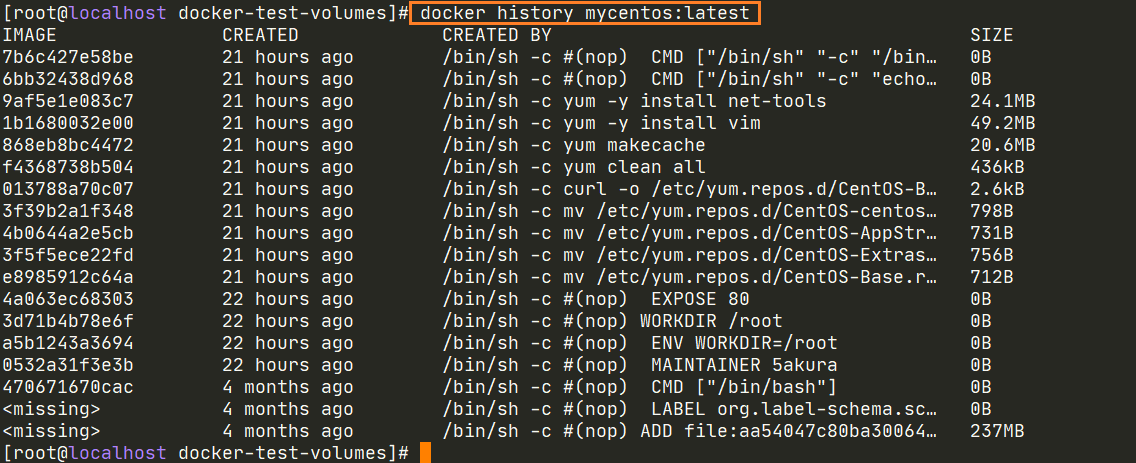 [root@localhost docker-test-volumes]# docker history mycentos:latest
IMAGE CREATED CREATED BY SIZE
7b6c427e58be 21 hours ago /bin/sh -c #(nop) CMD ["/bin/sh" "-c" "/bin… 0B
6bb32438d968 21 hours ago /bin/sh -c #(nop) CMD ["/bin/sh" "-c" "echo… 0B
9af5e1e083c7 21 hours ago /bin/sh -c yum -y install net-tools 24.1MB
1b1680032e00 21 hours ago /bin/sh -c yum -y install vim 49.2MB
868eb8bc4472 21 hours ago /bin/sh -c yum makecache 20.6MB
f4368738b504 21 hours ago /bin/sh -c yum clean all 436kB
013788a70c07 21 hours ago /bin/sh -c curl -o /etc/yum.repos.d/CentOS-B… 2.6kB
3f39b2a1f348 21 hours ago /bin/sh -c mv /etc/yum.repos.d/CentOS-centos… 798B
4b0644a2e5cb 21 hours ago /bin/sh -c mv /etc/yum.repos.d/CentOS-AppStr… 731B
3f5f5ece22fd 21 hours ago /bin/sh -c mv /etc/yum.repos.d/CentOS-Extras… 756B
e8985912c64a 21 hours ago /bin/sh -c mv /etc/yum.repos.d/CentOS-Base.r… 712B
4a063ec68303 22 hours ago /bin/sh -c #(nop) EXPOSE 80 0B
3d71b4b78e6f 22 hours ago /bin/sh -c #(nop) WORKDIR /root 0B
a5b1243a3694 22 hours ago /bin/sh -c #(nop) ENV WORKDIR=/root 0B
0532a31f3e3b 22 hours ago /bin/sh -c #(nop) MAINTAINER 5akura 0B
470671670cac 4 months ago /bin/sh -c #(nop) CMD ["/bin/bash"] 0B
<missing> 4 months ago /bin/sh -c #(nop) LABEL org.label-schema.sc… 0B
<missing> 4 months ago /bin/sh -c #(nop) ADD file:aa54047c80ba30064… 237MB
[root@localhost docker-test-volumes]#